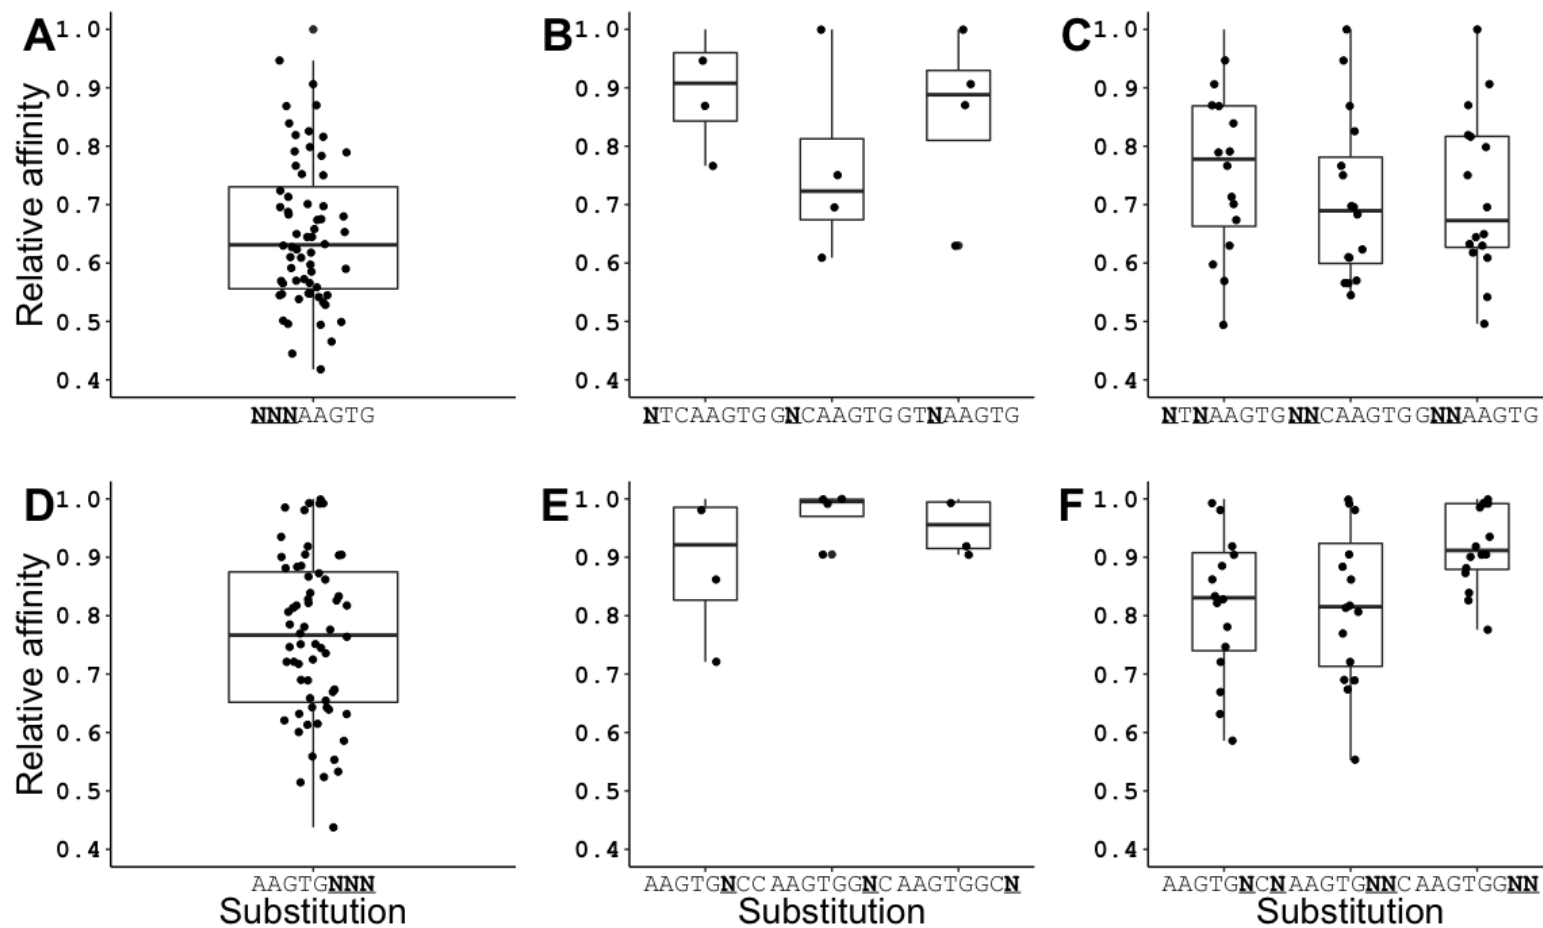 A
Relative affinity
1.0
0.9
0.8
0.7
0.6
0.5
0.4
NNNAAGTG
B
1.0
0.9
0.8
0.7
0.6
0.5
0.4
NTCAAGTG GNCAAGTG GTNAAGTG
C
1.0
0.9
0.8
0.7
0.6
0.5
0.4
NTNAAGTG NNCAAGTG GNNAAGTG
D
Relative affinity
1.0
0.9
0.8
0.7
0.6
0.5
0.4
AAGTGNNN
Substitution
E
1.0
0.9
0.8
0.7
0.6
0.5
0.4
AAGTGNCC AAGTGGNC AAGTGGCN
Substitution
F
1.0
0.9
0.8
0.7
0.6
0.5
0.4
AAGTGNCN AAGTGNNC AAGTGGNN
Substitution